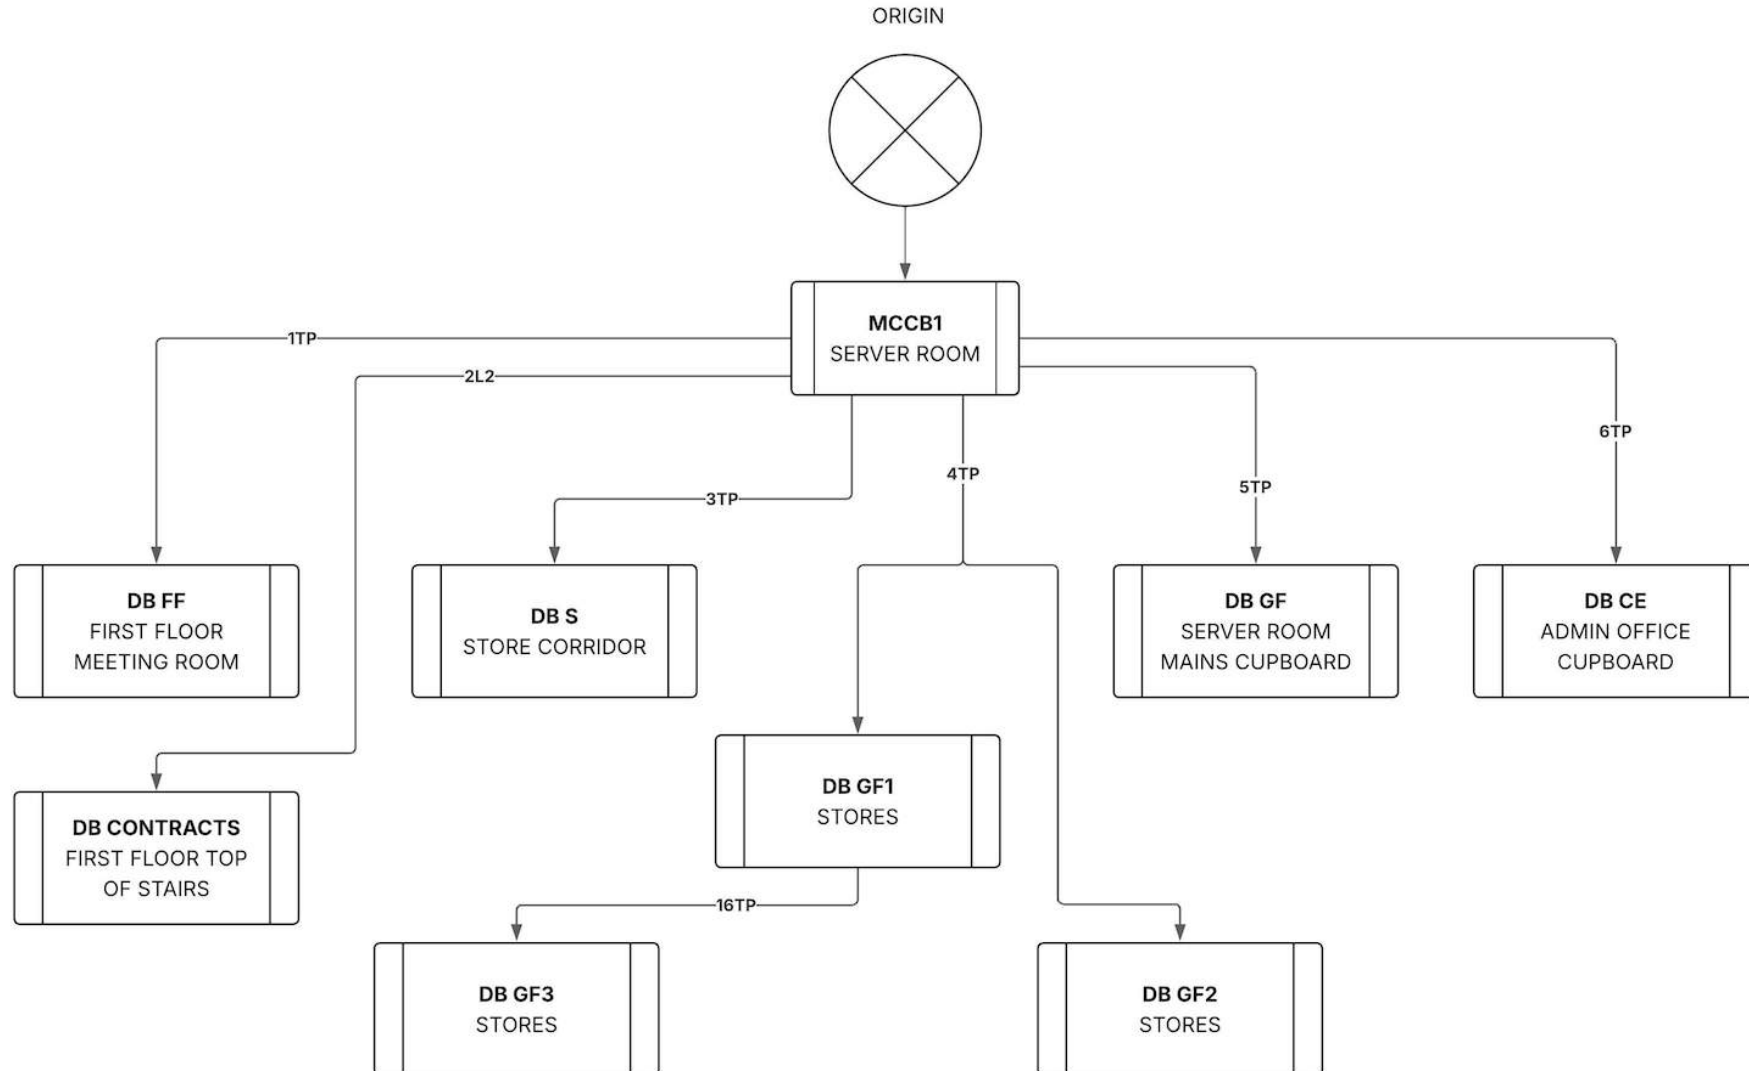 ORIGIN
MCCB1
SERVER ROOM
1TP
2L2
6TP
4TP
5TP
3TP
DB FF
FIRST FLOOR
MEETING ROOM
DB S
STORE CORRIDOR
DB GF
SERVER ROOM
MAINS CUPBOARD
DB CE
ADMIN OFFICE
CUPBOARD
DB GF1
STORES
DB CONTRACTS
FIRST FLOOR TOP
OF STAIRS
16TP
DB GF3
STORES
DB GF2
STORES